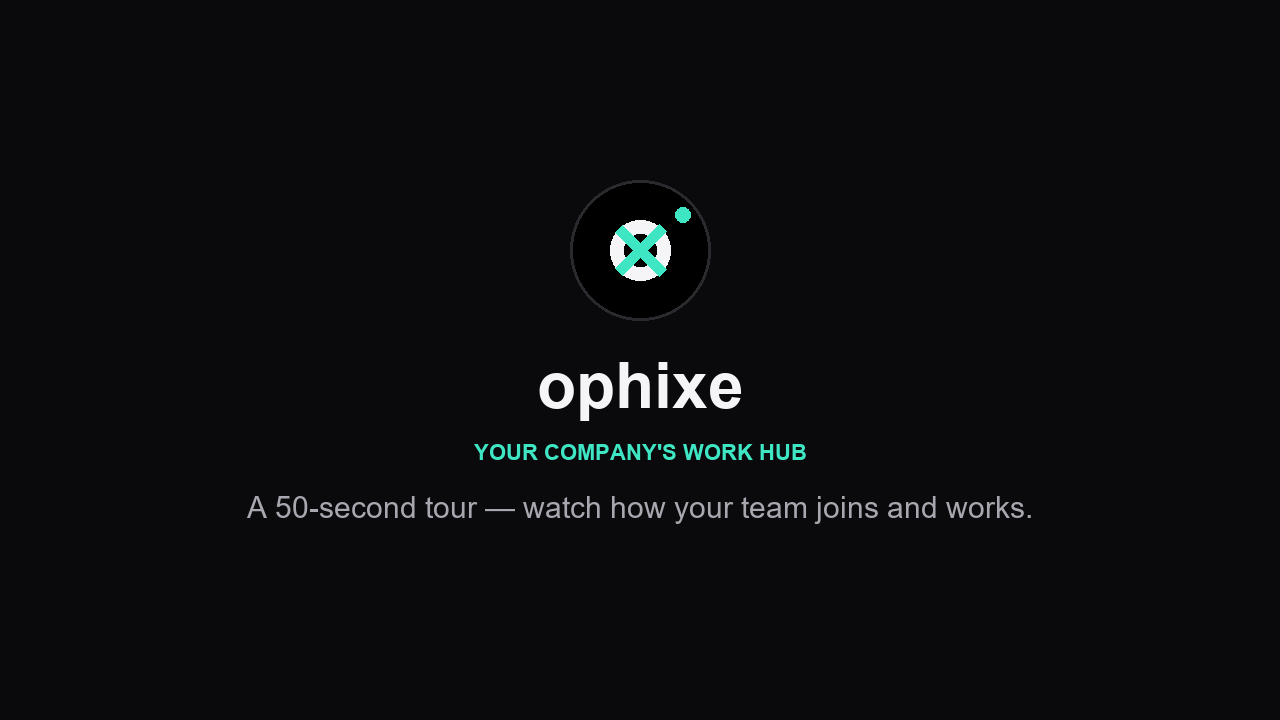 ophixe
YOUR COMPANY'S WORK HUB
A 50-second tour — watch how your team joins and works.